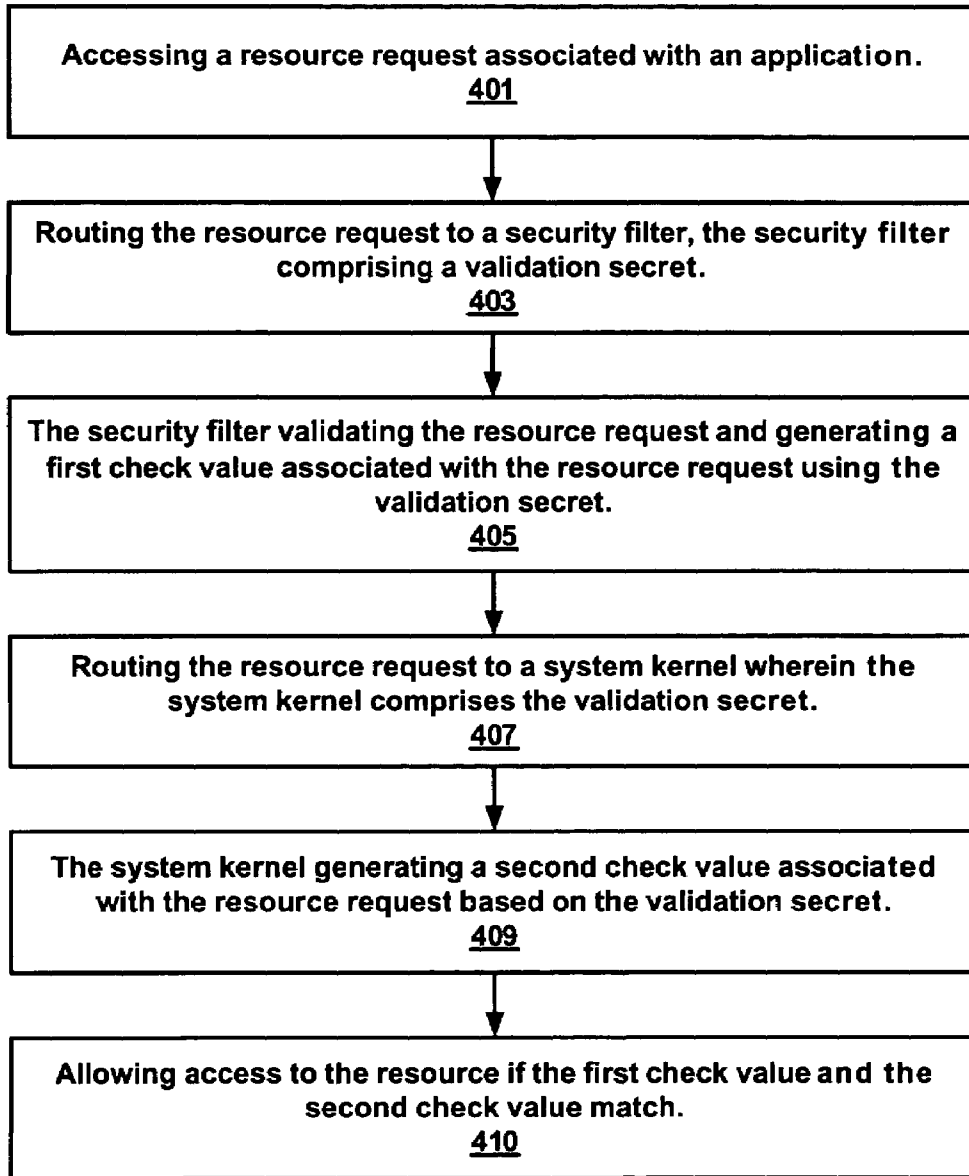 Accessing a resource request associated with an application.
401
Routing the resource request to a security filter, the security filter
comprising a validation secret.
403
The security filter validating the resource request and generating a
first check value associated with the resource request using the
validation secret.
405
Routing the resource request to a system kernel wherein the
system kernel comprises the validation secret.
407
The system kernel generating a second check value associated
with the resource request based on the validation secret.
409
Allowing access to the resource if the first check value and the
second check value match.
410